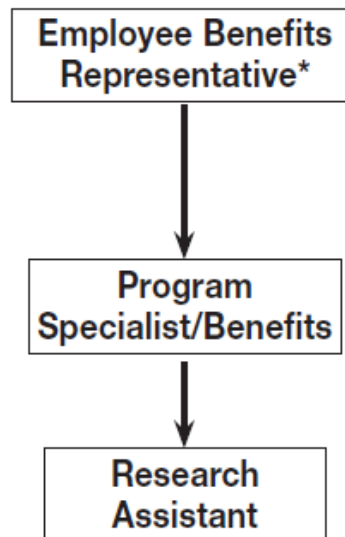 Employee Benefits
Representative*
Program
Specialist/Benefits
Research
Assistant